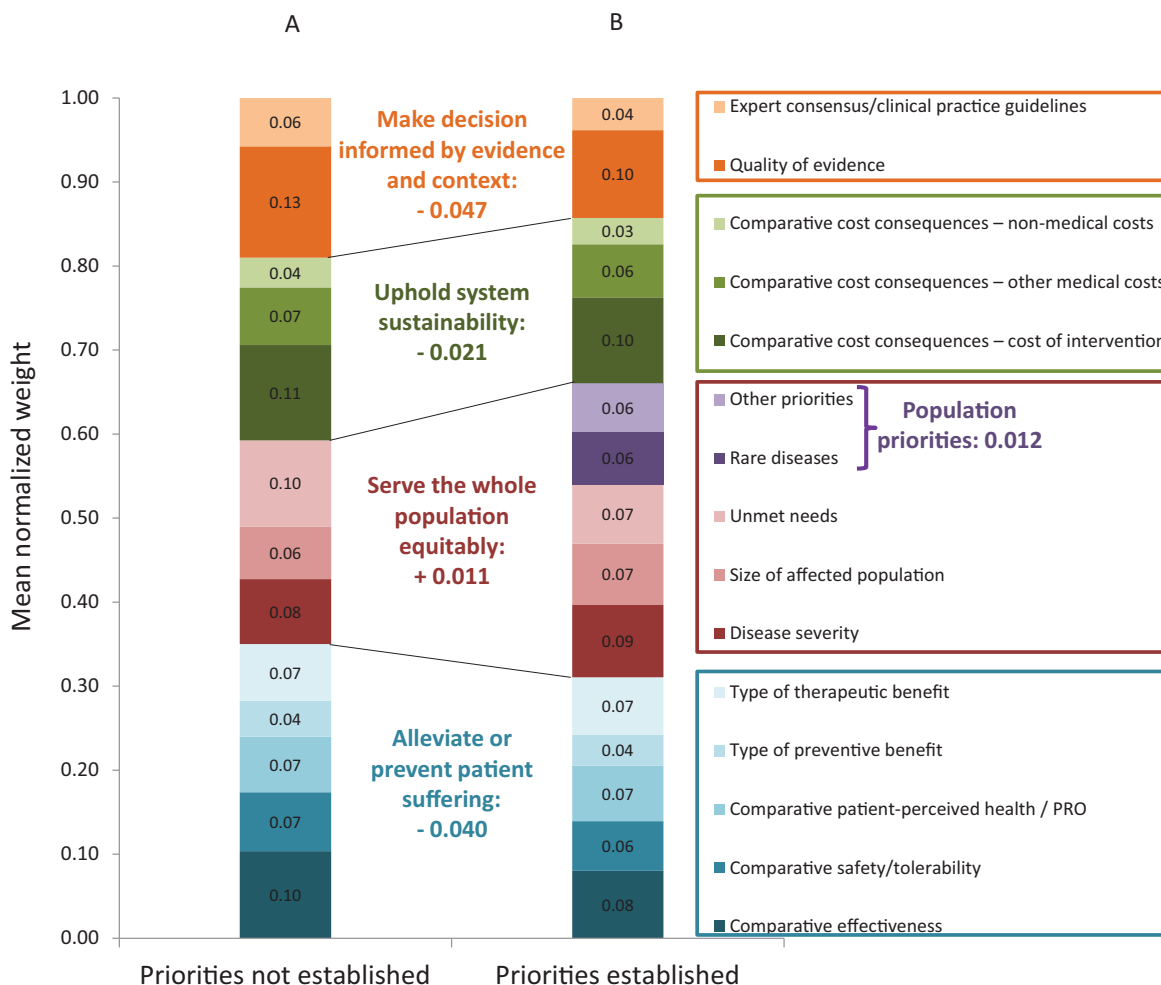 A
B
1.00
0.90
0.80
0.70
0.60
0.50
0.40
0.30
0.20
0.10
0.00
Mean normalized weight
0.06
0.13
0.04
0.07
0.11
0.10
0.06
0.08
0.07
0.04
0.07
0.07
0.10
Make decision
informed by evidence
and context:
- 0.047
Uphold system
sustainability:
- 0.021
Serve the whole
population
equitably:
+ 0.011
Alleviate or
prevent patient
suffering:
- 0.040
0.04
0.10
0.03
0.06
0.10
0.06
0.06
0.07
0.07
0.09
0.07
0.04
0.07
0.06
0.08
Expert consensus/clinical practice guidelines
Quality of evidence
Comparative cost consequences – non-medical costs
Comparative cost consequences – other medical costs
Comparative cost consequences – cost of intervention
Other priorities
Rare diseases
Population
priorities: 0.012
Unmet needs
Size of affected population
Disease severity
Type of therapeutic benefit
Type of preventive benefit
Comparative patient-perceived health / PRO
Comparative safety/tolerability
Comparative effectiveness
Priorities not established
Priorities established